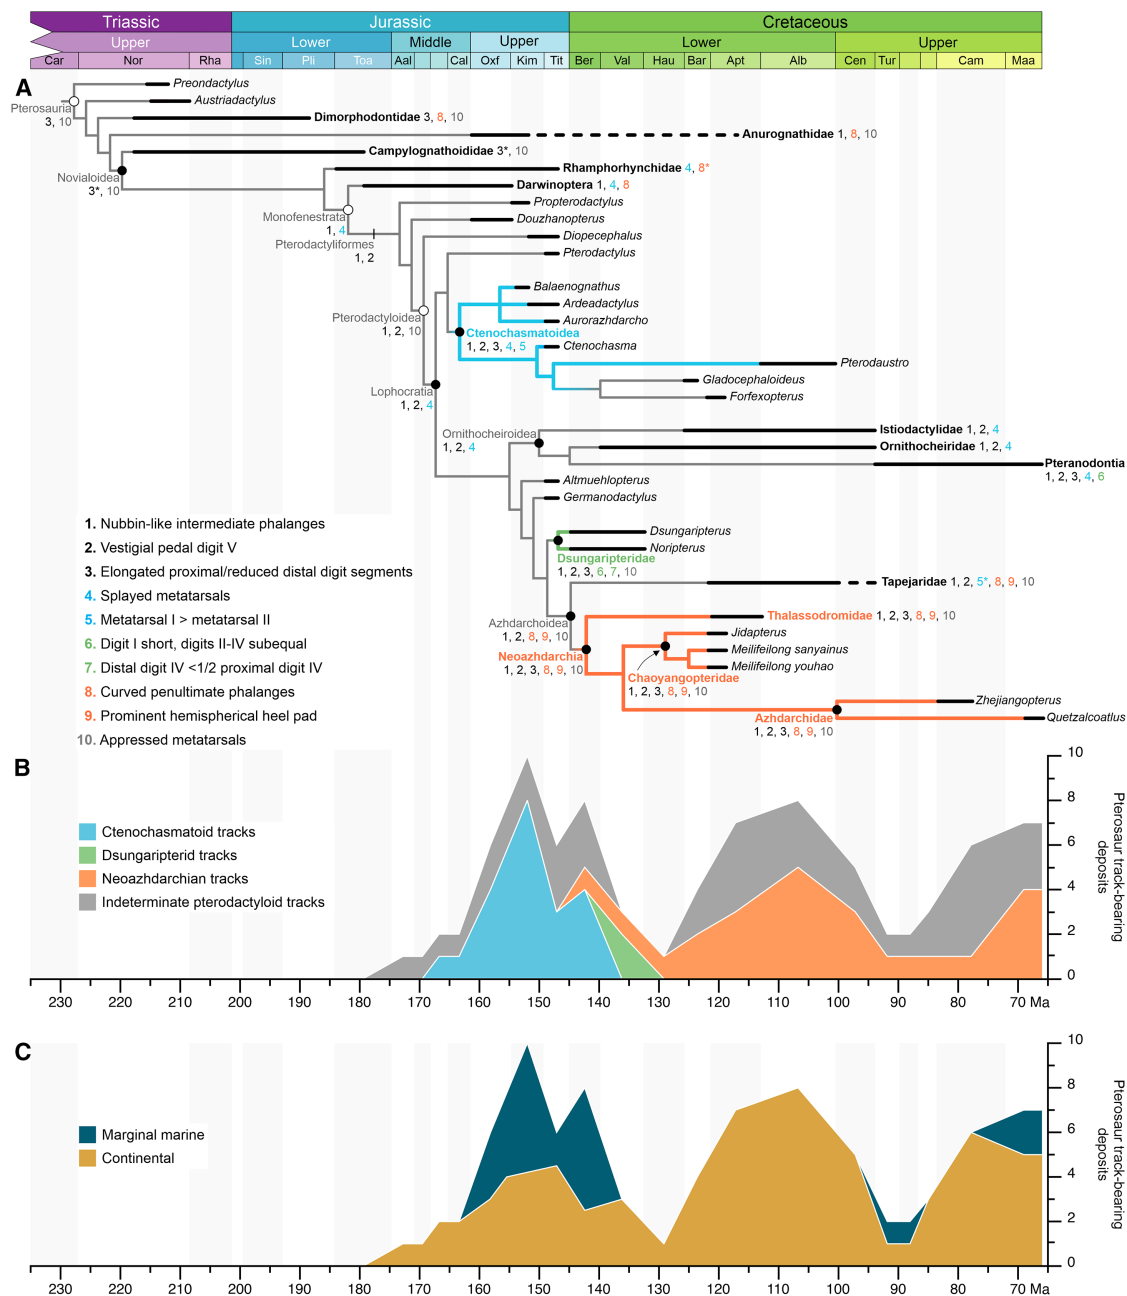 Triassic Jurassic Cretaceous
Upper Lower Middle Upper Lower Upper
Car Nor Rha Sin Pli Toa Aal Cal Oxf Kim Tit Ber Val Hau Bar Apt Alb Cen Tur Cam Maa
A
Preondactylus
Austriadactylus
Pterosauria
3, 10
Dimorphodontidae 3, 8, 10
Anurognathidae 1, 8, 10
Campylognathoididae 3*, 10
Rhamphorhynchidae 4, 8*
Novialoidea
3*, 10
Darwinoptera 1, 4, 8
Propterodactylus
Monofenestrata
1, 4
Douzhanopterus
Diopecephalus
Pterodactyliformes
1, 2
Pterodactylus
Balaenognathus
Ardeadactylus
Aurorazhdarcho
Pterodactyloidea
1, 2, 10
Ctenochasmatoidea
1, 2, 3, 4, 5
Ctenochasma
Pterodaustro
Gladocephaloideus
Forfexopterus
Lophocratia
1, 2, 4
Istiodactylidae 1, 2, 4
Ornithocheiroidea
1, 2, 4
Ornithocheiridae 1, 2, 4
Pteranodontia
1, 2, 3, 4, 6
Altmuehlopterus
Germanodactylus
Dsungaripterus
Noripterus
Dsungaripteridae
1, 2, 3, 6, 7, 10
Tapejaridae 1, 2, 5*, 8, 9, 10
Thalassodromidae 1, 2, 3, 8, 9, 10
Azhdarchoidea
1, 2, 8, 9, 10
Jidapterus
Meilifeilong sanyainus
Meilifeilong youhao
Neoazhdarchia
1, 2, 3, 8, 9, 10
Chaoyangopteridae
1, 2, 3, 8, 9, 10
Zhejiangopterus
Quetzalcoatlus
Azhdarchidae
1, 2, 3, 8, 9, 10
1. Nubbin-like intermediate phalanges
2. Vestigial pedal digit V
3. Elongated proximal/reduced distal digit segments
4. Splayed metatarsals
5. Metatarsal I > metatarsal II
6. Digit I short, digits II-IV subequal
7. Distal digit IV <1/2 proximal digit IV
8. Curved penultimate phalanges
9. Prominent hemispherical heel pad
10. Appressed metatarsals
B
Ctenochasmatoid tracks
Dsungaripterid tracks
Neoazhdarchian tracks
Indeterminate pterodactyloid tracks
10
8
6
4
2
0
Pterosaur track-bearing
deposits
230 220 210 200 190 180 170 160 150 140 130 120 110 100 90 80 70 Ma
C
Marginal marine
Continental
10
8
6
4
2
0
Pterosaur track-bearing
deposits
230 220 210 200 190 180 170 160 150 140 130 120 110 100 90 80 70 Ma